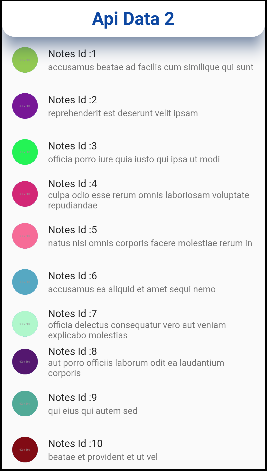 Api Data 2
Notes Id :1
accusamus beatae ad facilis cum similique qui sunt
Notes Id :2
reprehenderit est deserunt velit ipsam
Notes Id :3
officia porro iure quia iusto qui ipsa ut modi
Notes Id :4
culpa odio esse rerum omnis laboriosam voluptate
repudiandae
Notes Id :5
natus nisi omnis corporis facere molestiae rerum in
Notes Id :6
accusamus ea aliquid et amet sequi nemo
Notes Id :7
officia delectus consequatur vero aut veniam
explicabo molestias
Notes Id :8
aut porro officiis laborum odit ea laudantium
corporis
Notes Id :9
qui eius qui autem sed
Notes Id :10
beatae et provident et ut vel